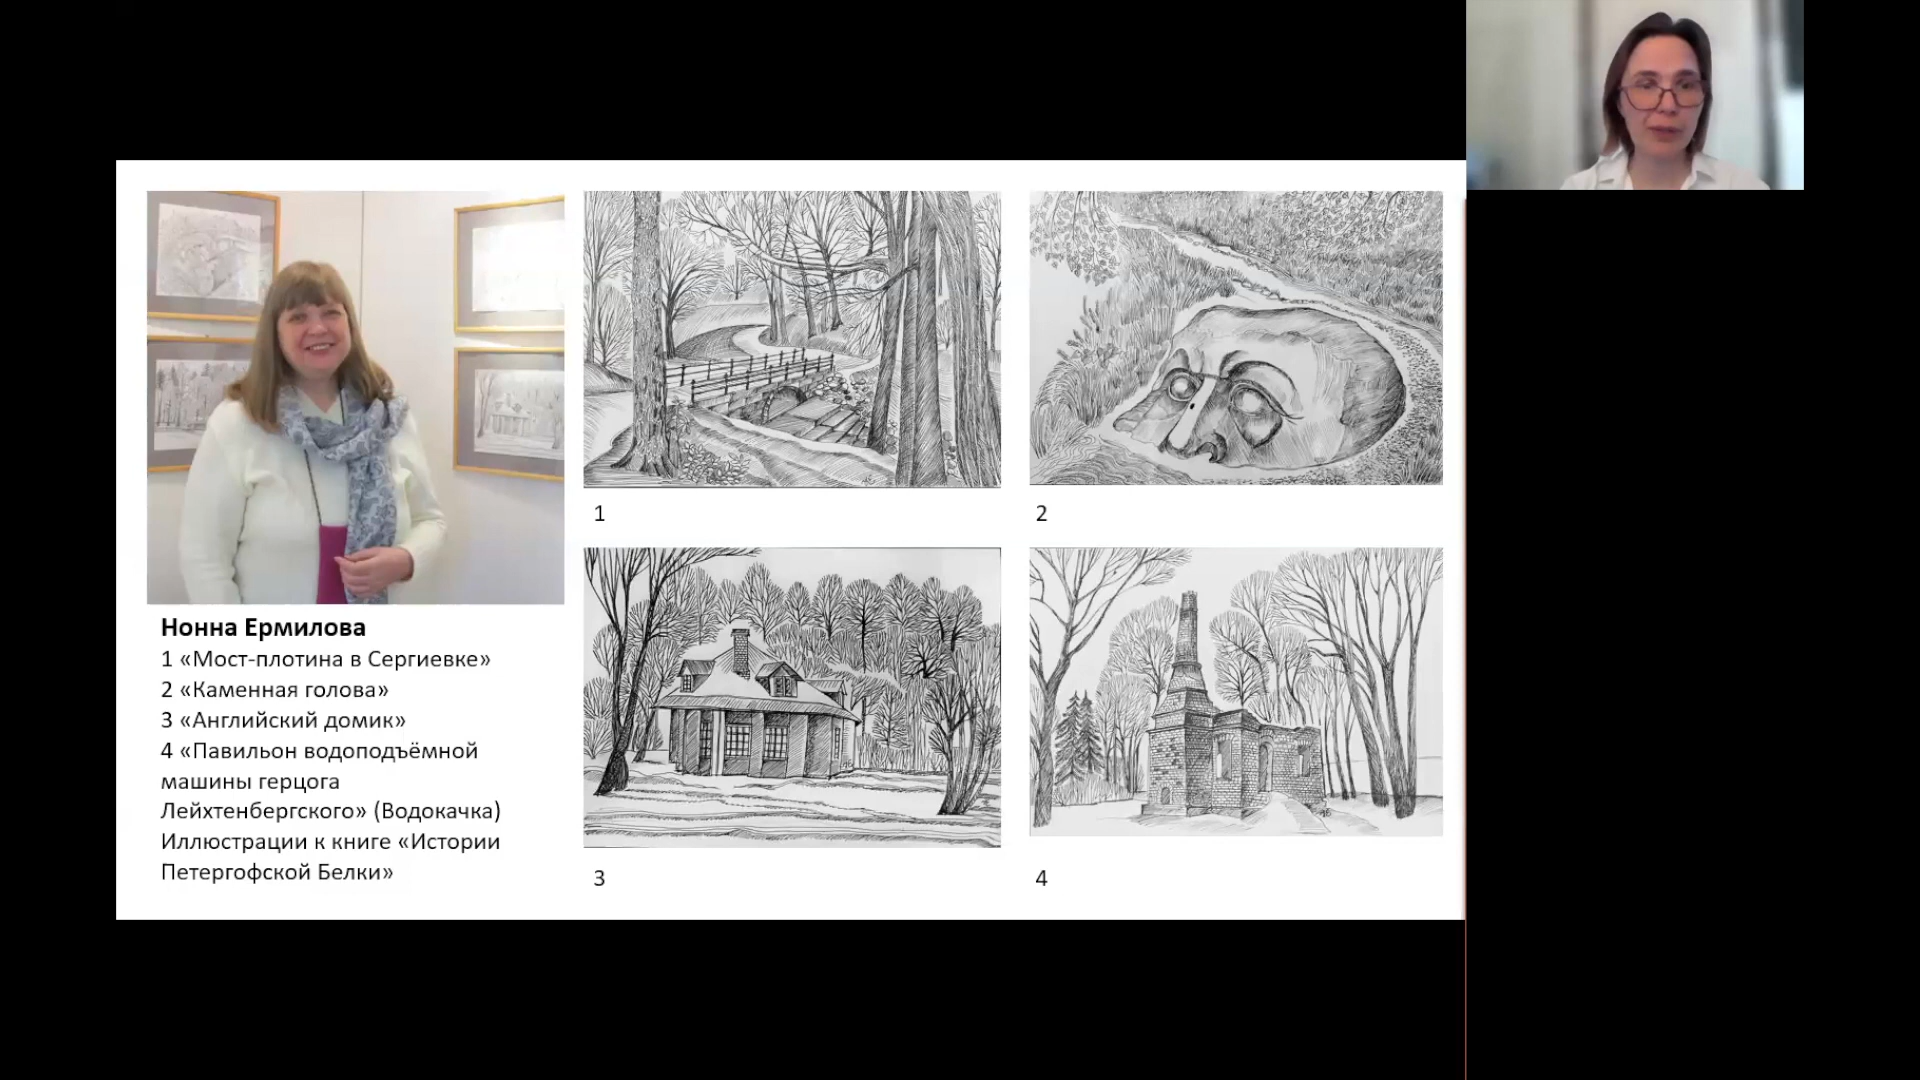 1
2
3
4
Нонна Ермилова
1 «Мост-плотина в Сергиевке»
2 «Каменная голова»
3 «Английский домик»
4 «Павильон водоподъёмной
машины герцога
Лейхтенбергского» (Водокачка)
Иллюстрации к книге «Истории
Петергофской Белки»